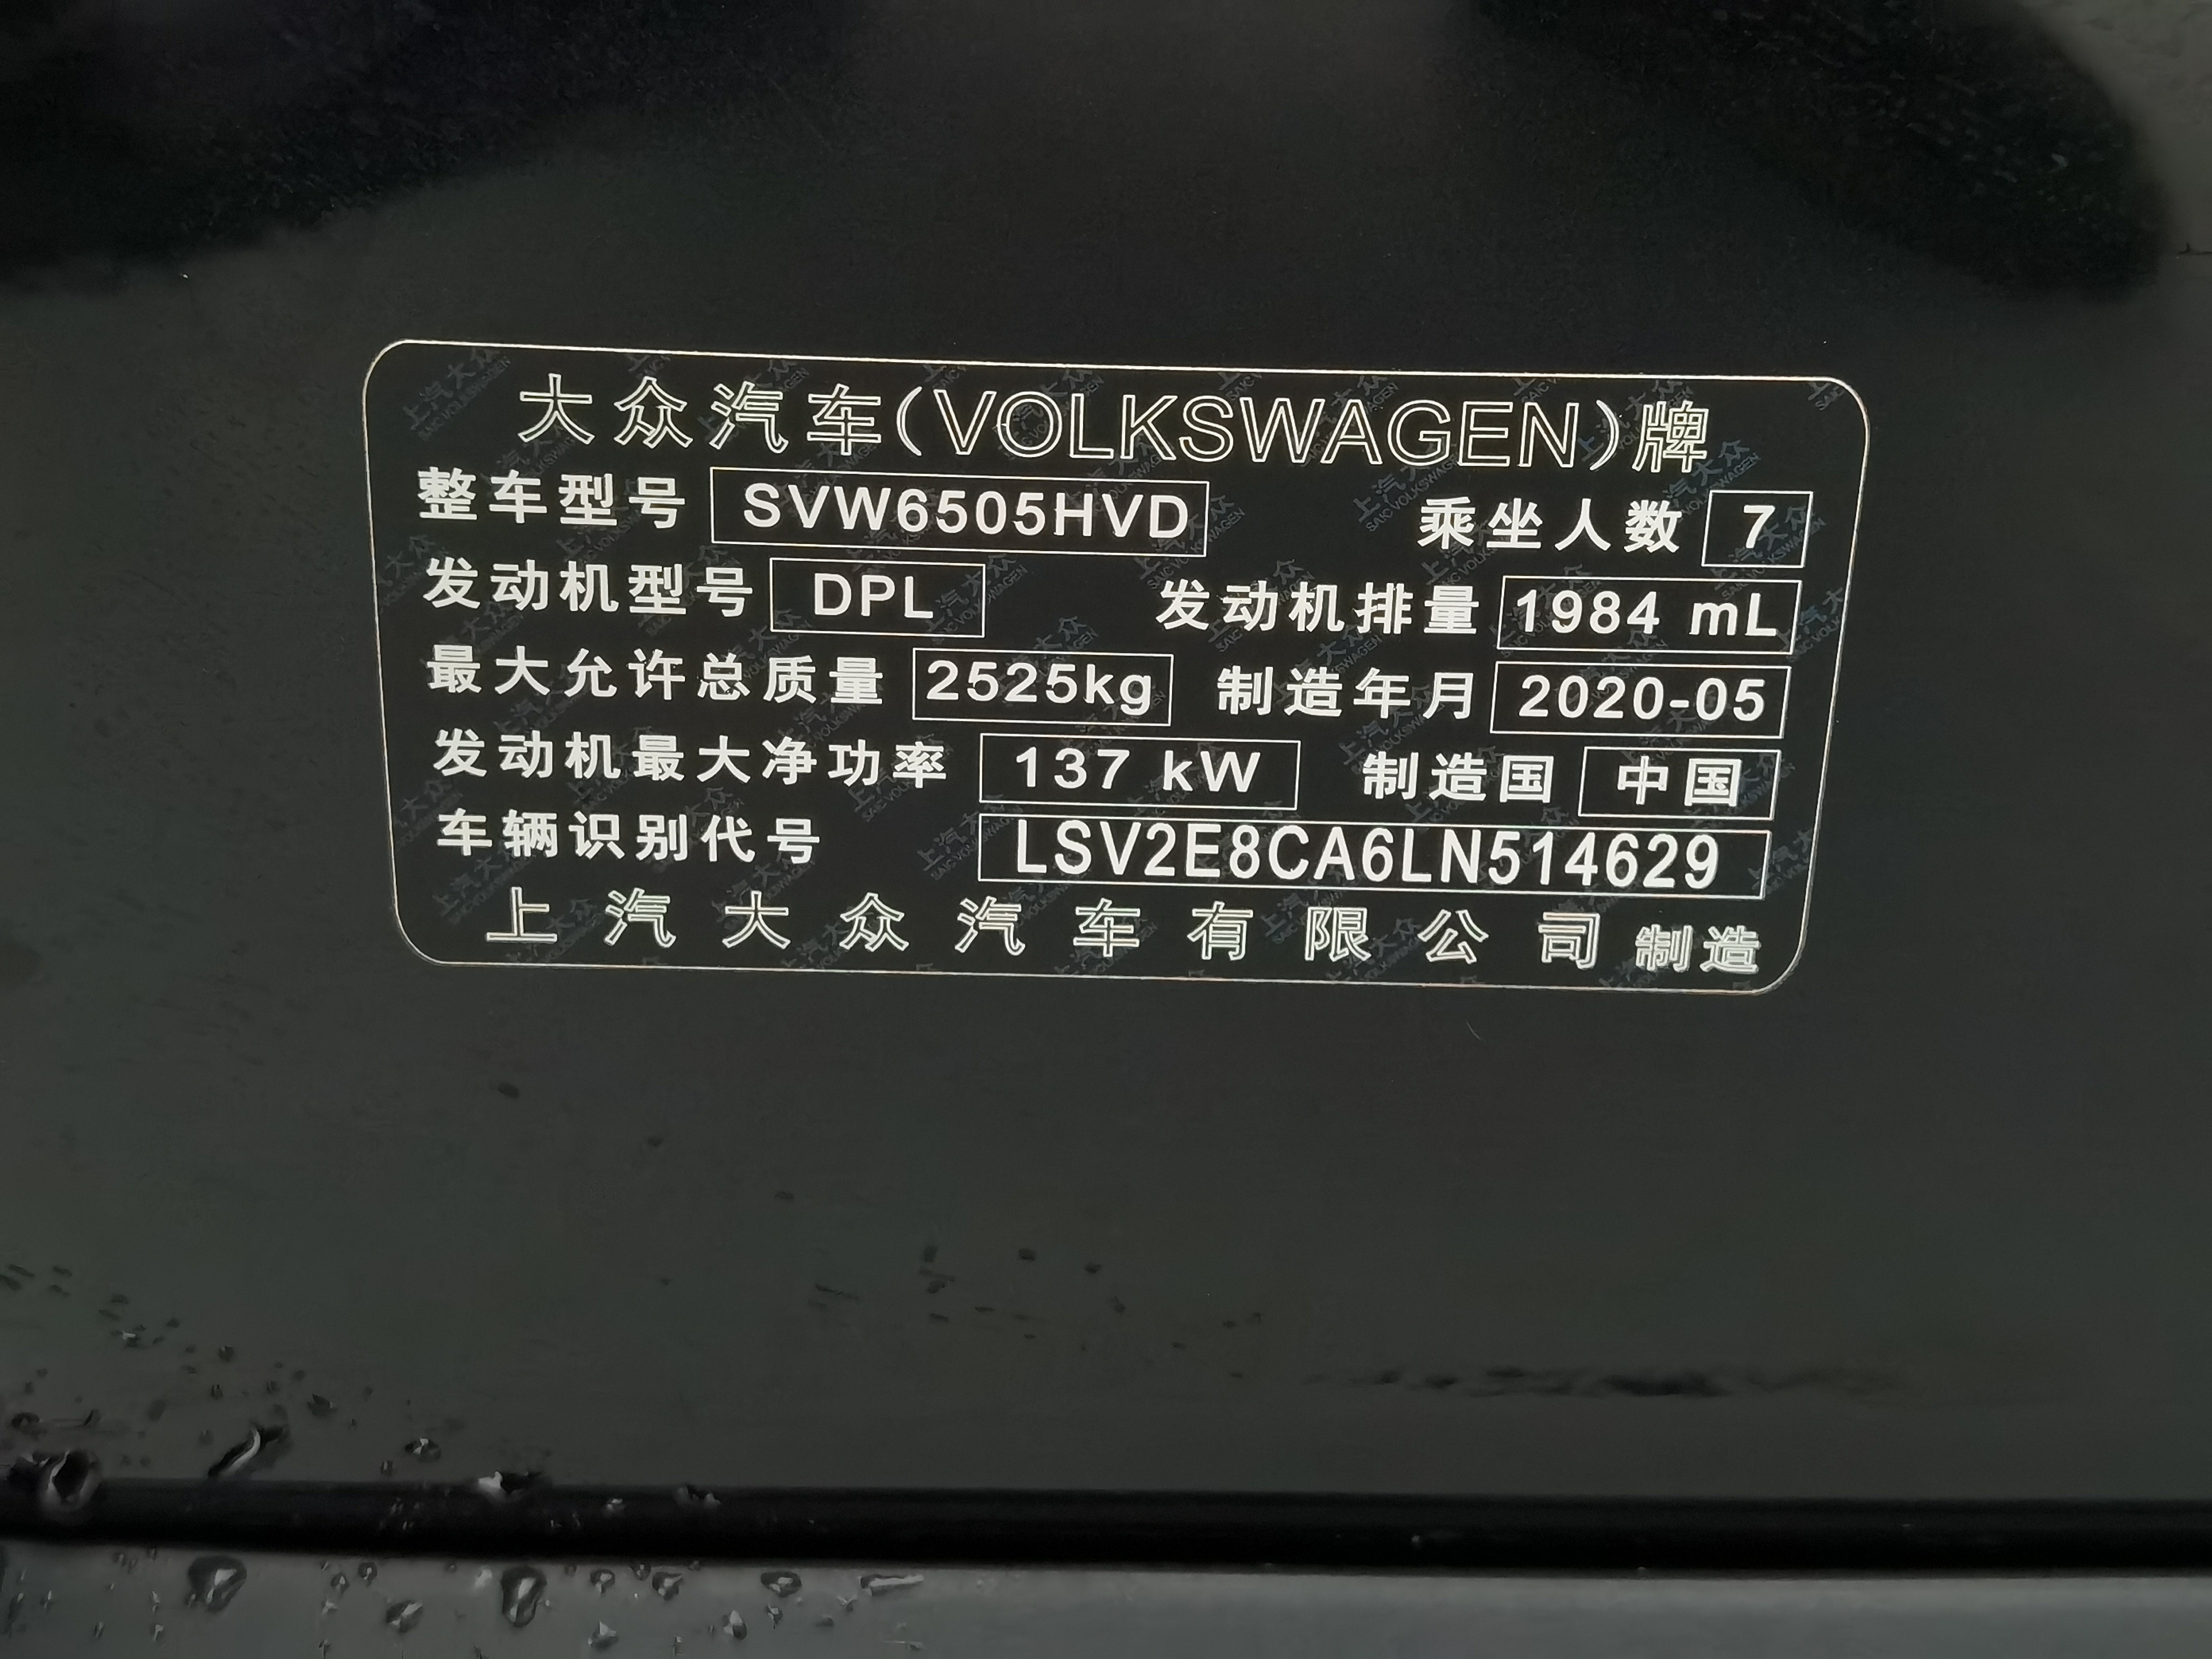 大众汽车(VOLKSWAGEN)牌
整车型号 SVW6505HVD 乘坐人数 7
发动机型号 DPL 发动机排量 1984 mL
最大允许总质量 2525kg 制造年月 2020-05
发动机最大净功率 137 kW 制造国 中国
车辆识别代号 LSV2E8CA6LN514629
上汽大众汽车有限公司 制造